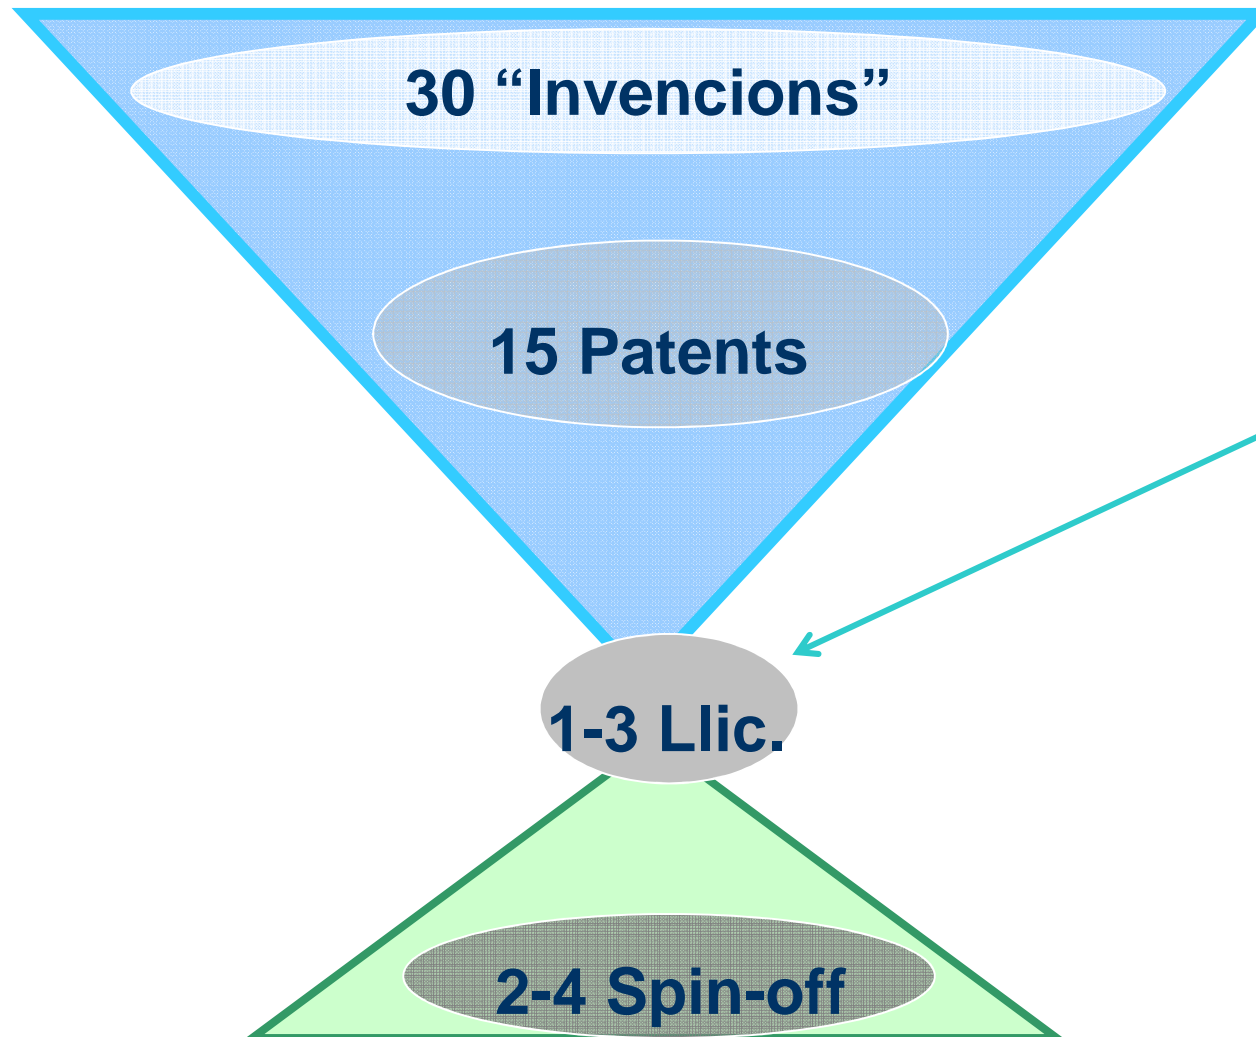 30 “Invencions”
15 Patents
1-3 Llic.
2-4 Spin-off